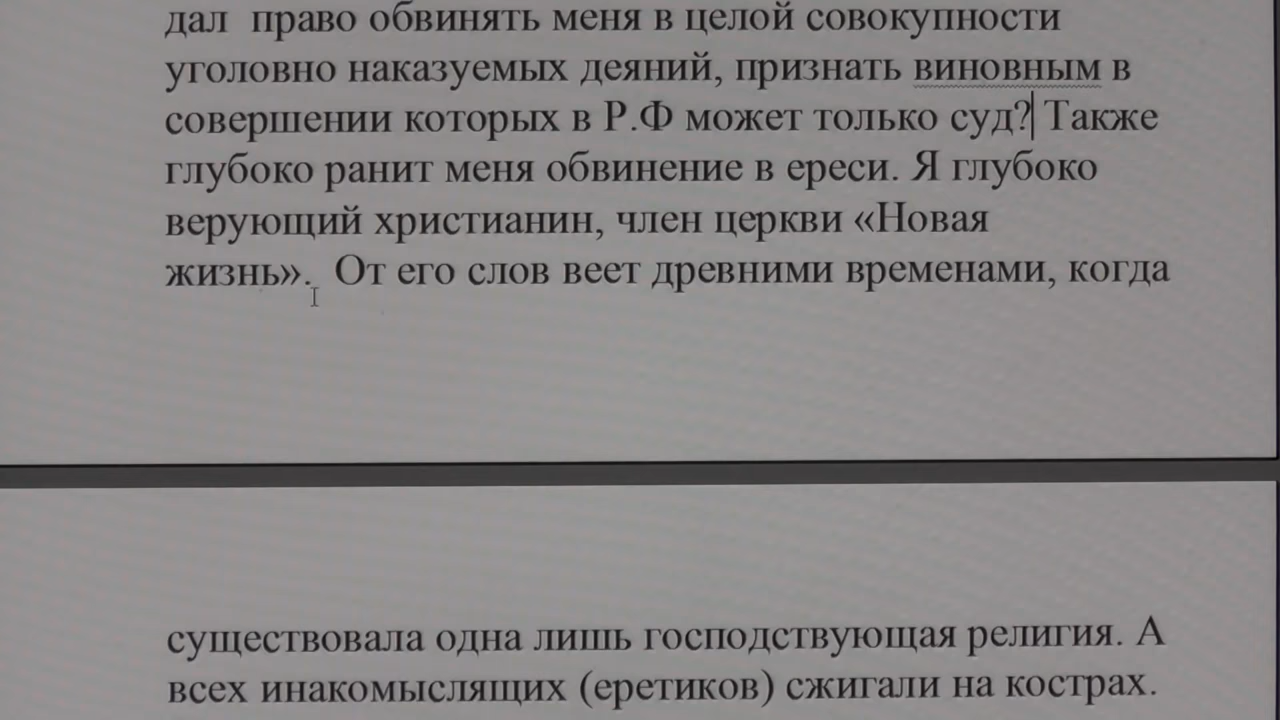 дал право обвинять меня в целой совокупности
уголовно наказуемых деяний, признать виновным в
совершении которых в Р.Ф может только суд? Также
глубоко ранит меня обвинение в ереси. Я глубоко
верующий христианин, член церкви «Новая
жизнь». От его слов веет древними временами, когда
существовала одна лишь господствующая религия. А
всех инакомыслящих (еретиков) сжигали на кострах.